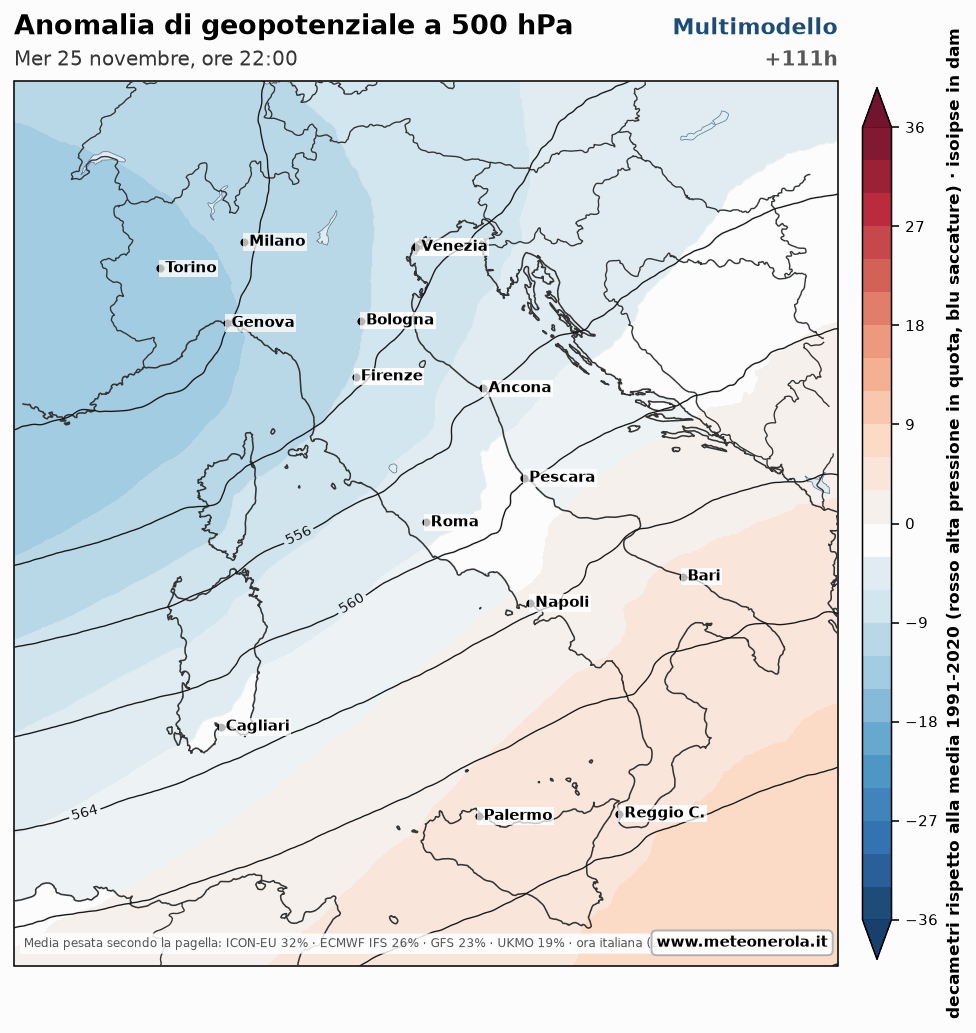 Anomalia di geopotenziale a 500 hPa
Multimodello
Mer 25 novembre, ore 22:00
+111h
Milano
Venezia
Torino
Genova
Bologna
Firenze
Ancona
Pescara
Roma
556
Bari
560
Napoli
Cagliari
564
Palermo
Reggio C.
Media pesata secondo la pagella: ICON-EU 32% · ECMWF IFS 26% · GFS 23% · UKMO 19% · ora italiana (
www.meteonerola.it
36
27
18
9
0
−9
−18
−27
−36
decametri rispetto alla media 1991-2020 (rosso alta pressione in quota, blu saccature) · isoipse in dam